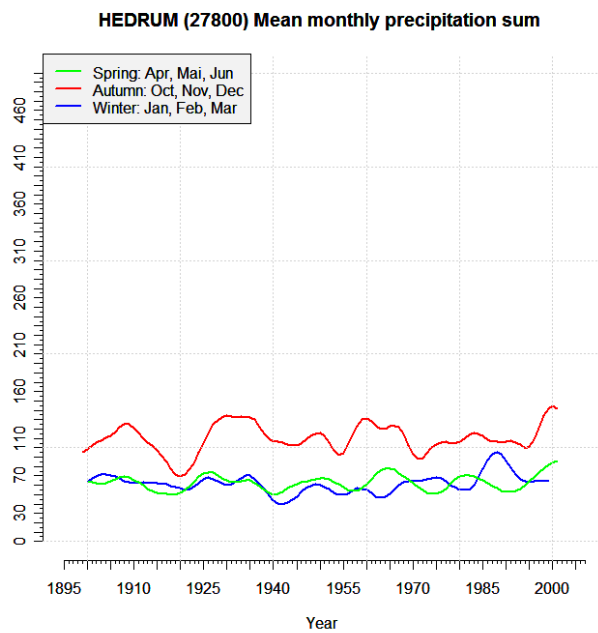 HEDRUM (27800) Mean monthly precipitation sum
Spring: Apr, Mai, Jun
Autumn: Oct, Nov, Dec
Winter: Jan, Feb, Mar
460
410
360
310
260
210
160
110
70
30
0
1895 1910 1925 1940 1955 1970 1985 2000
Year